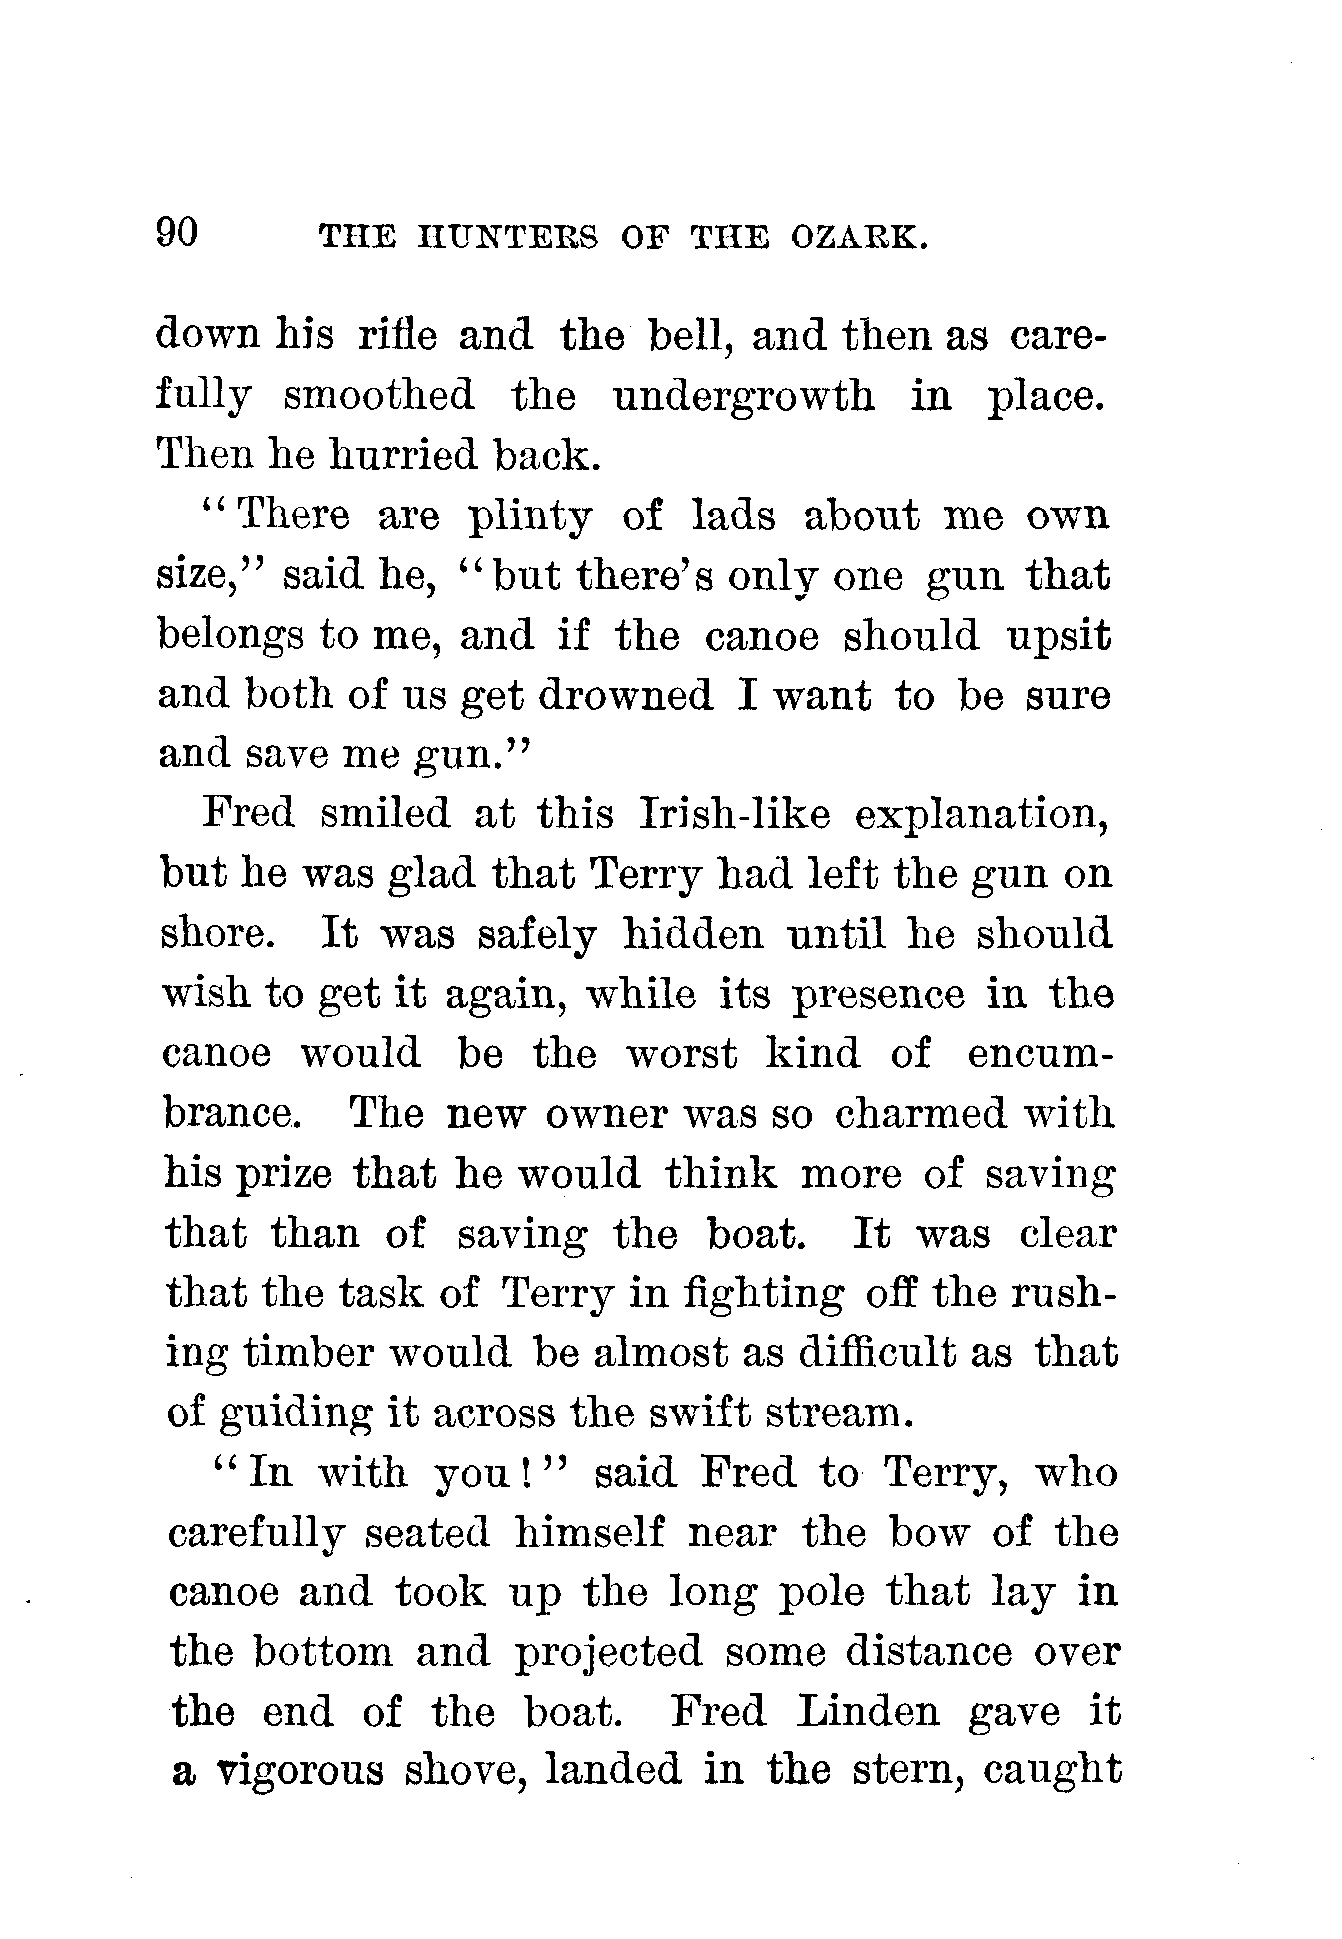 90 THE HUNTERS OF THE OZARK.
down his rifle and the bell, and then as care-
fully smoothed the undergrowth in place.
Then he hurried back.
"There are plinty of lads about me own
size," said he, "but there's only one gun that
belongs to me, and if the canoe should upsit
and both of us get drowned I want to be sure
and save me gun."
Fred smiled at this Irish-like explanation,
but he was glad that Terry had left the gun on
shore. It was safely hidden until he should
wish to get it again, while its presence in the
canoe would be the worst kind of encum-
brance. The new owner was so charmed with
his prize that he would think more of saving
that than of saving the boat. It was clear
that the task of Terry in fighting off the rush-
ing timber would be almost as difficult as that
of guiding it across the swift stream.
"In with you!" said Fred to Terry, who
carefully seated himself near the bow of the
canoe and took up the long pole that lay in
the bottom and projected some distance over
the end of the boat. Fred Linden gave it
a vigorous shove, landed in the stern, caught